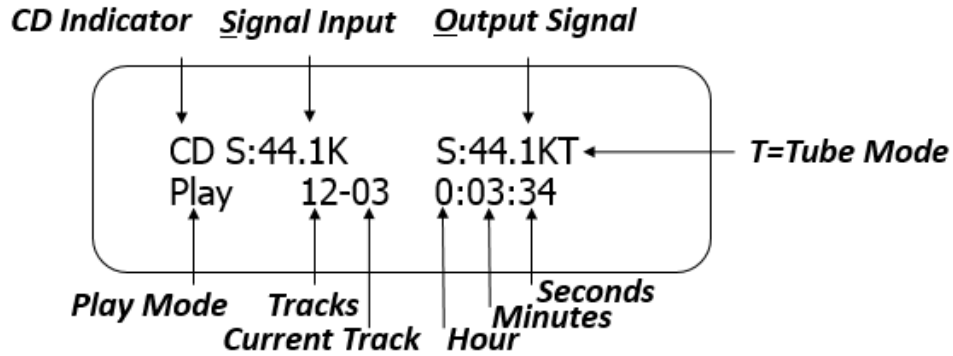 CD Indicator Signal Input Output Signal
CD S:44.1K S:44.1KT T=Tube Mode
Play 12-03 0:03:34
Play Mode Tracks Seconds
Minutes
Current Track Hour